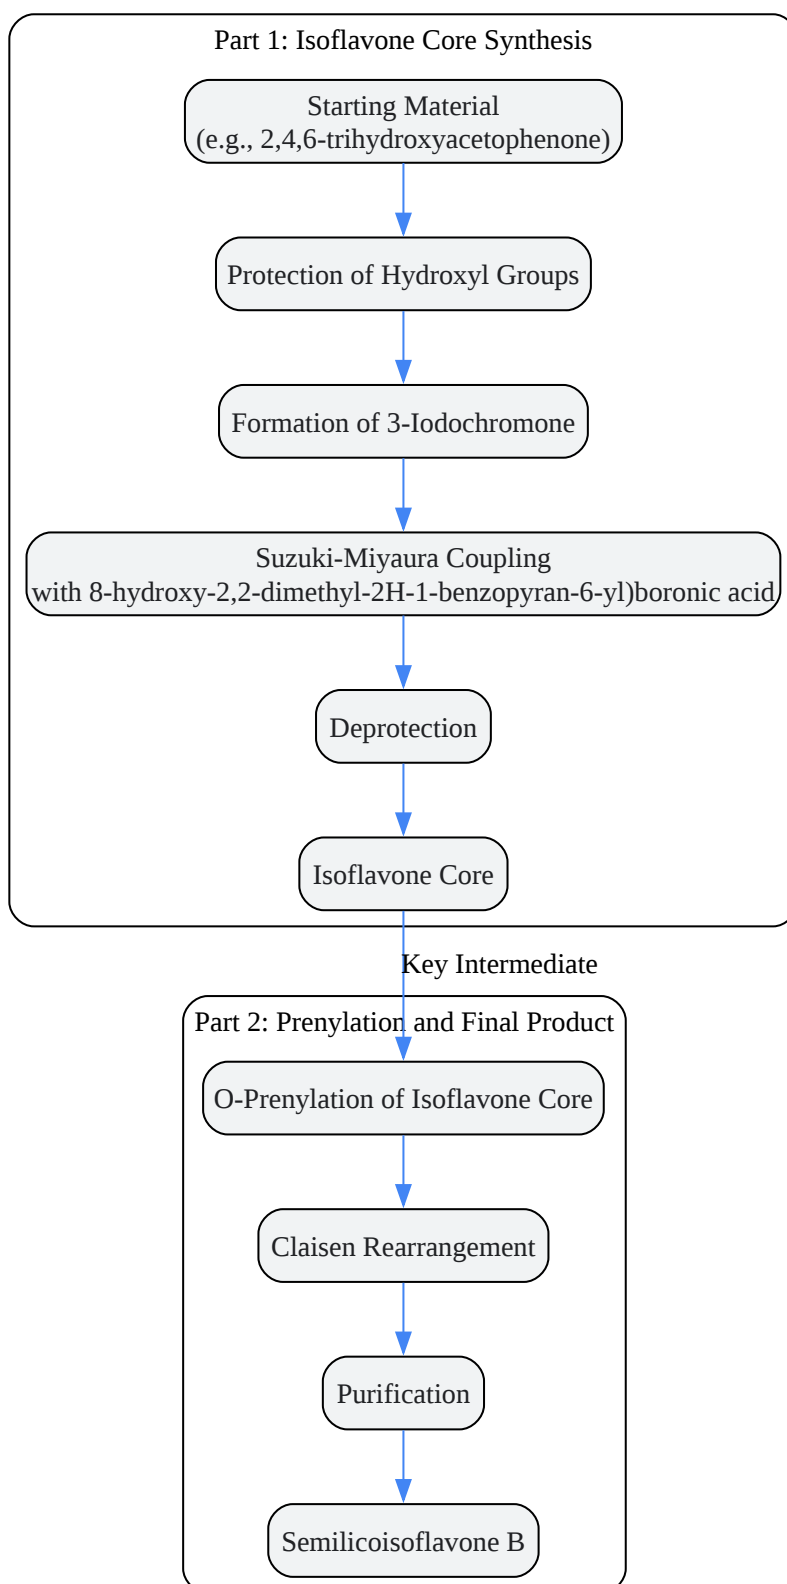 Part 1: Isoflavone Core Synthesis
Starting Material
(e.g., 2,4,6-trihydroxyacetophenone)
Protection of Hydroxyl Groups
Formation of 3-Iodochromone
Suzuki-Miyaura Coupling
with 8-hydroxy-2,2-dimethyl-2H-1-benzopyran-6-yl)boronic acid
Deprotection
Isoflavone Core
Key Intermediate
Part 2: Prenylation and Final Product
O-Prenylation of Isoflavone Core
Claisen Rearrangement
Purification
Semilicoisoflavone B